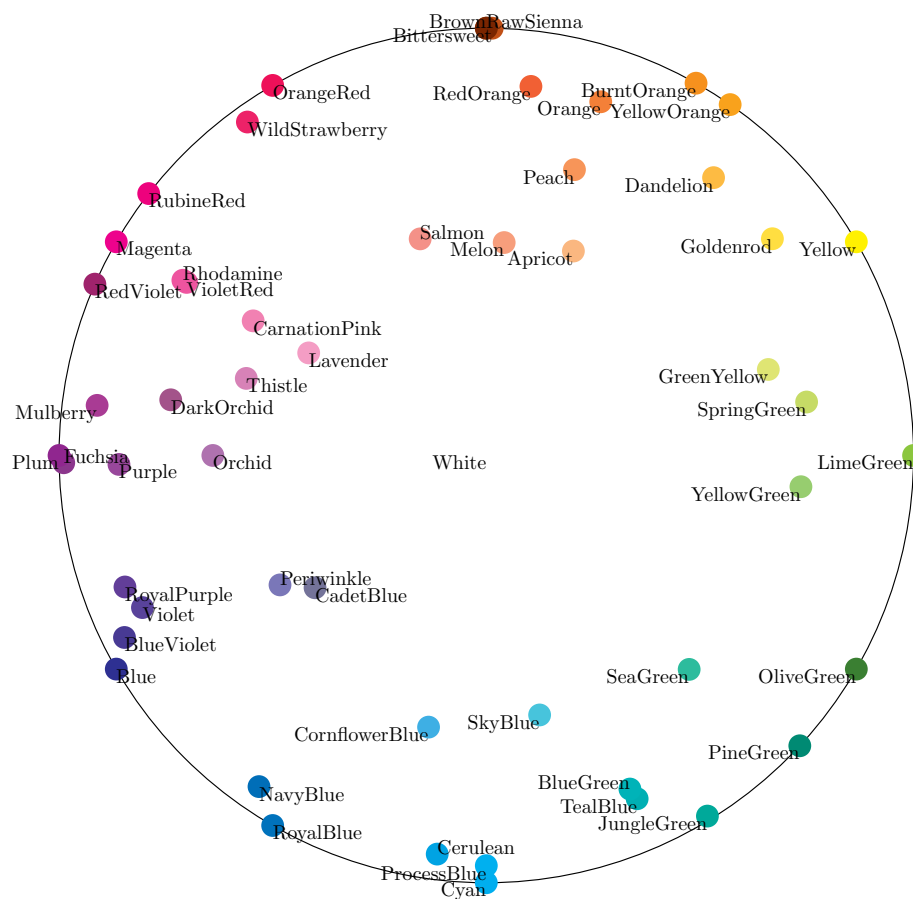 BrownRawSienna
Bittersweet
OrangeRed
RedOrange
BurntOrange
Orange
YellowOrange
WildStrawberry
Peach
Dandelion
RubineRed
Salmon
Magenta
Melon
Apricot
Goldenrod
Yellow
Rhodamine
RedViolet
VioletRed
CarnationPink
Lavender
Thistle
GreenYellow
Mulberry
DarkOrchid
SpringGreen
Fuchsia
Plum
Purple
Orchid
White
LimeGreen
YellowGreen
Periwinkle
RoyalPurple
CadetBlue
Violet
BlueViolet
Blue
SeaGreen
OliveGreen
SkyBlue
CornflowerBlue
PineGreen
BlueGreen
NavyBlue
TealBlue
JungleGreen
RoyalBlue
Cerulean
ProcessBlue
Cyan